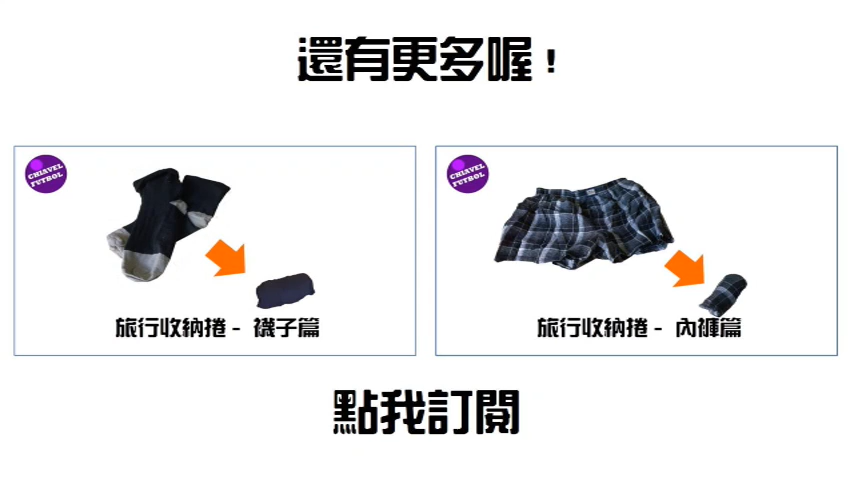 還有更多喔！
CHIAVEL
FUTBOL
旅行收納捲 - 襪子篇
CHIAVEL
FUTBOL
旅行收納捲 - 內褲篇
點我訂閱